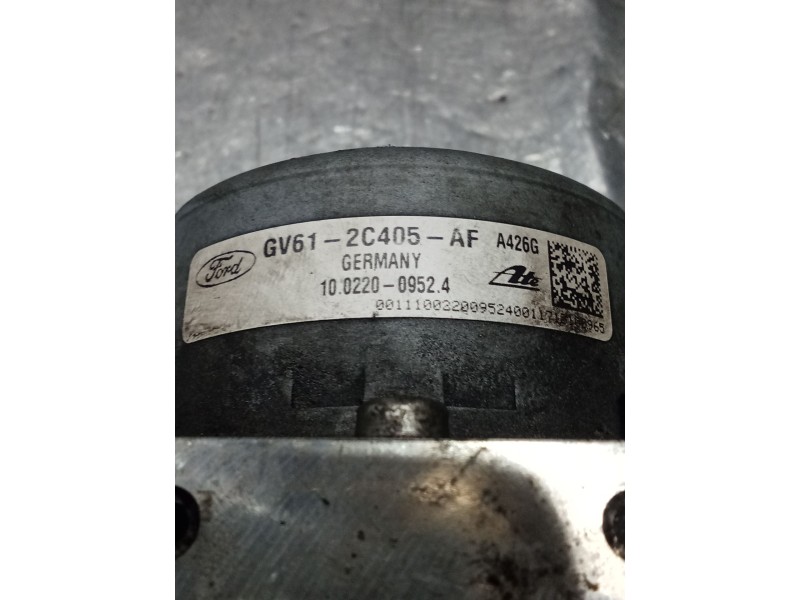 Ford GV61-2C405-AF A426G
GERMANY
Ate
10.0220-0952.4